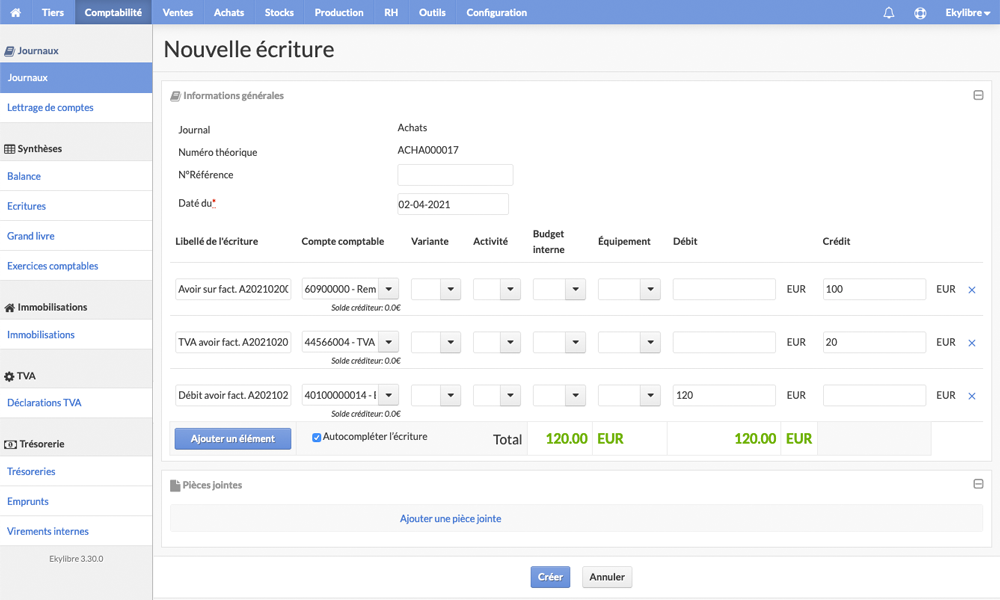 Tiers Comptabilité Ventes Achats Stocks Production RH Outils Configuration Ekylibre
Journaux
Journaux
Lettrage de comptes
Synthèses
Balance
Ecritures
Grand livre
Exercices comptables
Immobilisations
Immobilisations
TVA
Déclarations TVA
Trésorerie
Trésoreries
Emprunts
Virements internes
Ekylibre 3.30.0
Nouvelle écriture
Informations générales
Journal Achats
Numéro théorique ACHA000017
N°Référence
Daté du* 02-04-2021
Libellé de l'écriture Compte comptable Variante Activité Budget interne Équipement Débit Crédit
Avoir sur fact. A2021020( 60900000 - Rem EUR 100 EUR
Solde créditeur: 0.0€
TVA avoir fact. A2021020 44566004 - TVA EUR 20 EUR
Solde créditeur: 0.0€
Débit avoir fact. A202102 40100000014 - 120 EUR EUR
Solde créditeur: 0.0€
Ajouter un élément Autocompléter l'écriture Total 120.00 EUR 120.00 EUR
Pièces jointes
Ajouter une pièce jointe
Créer Annuler